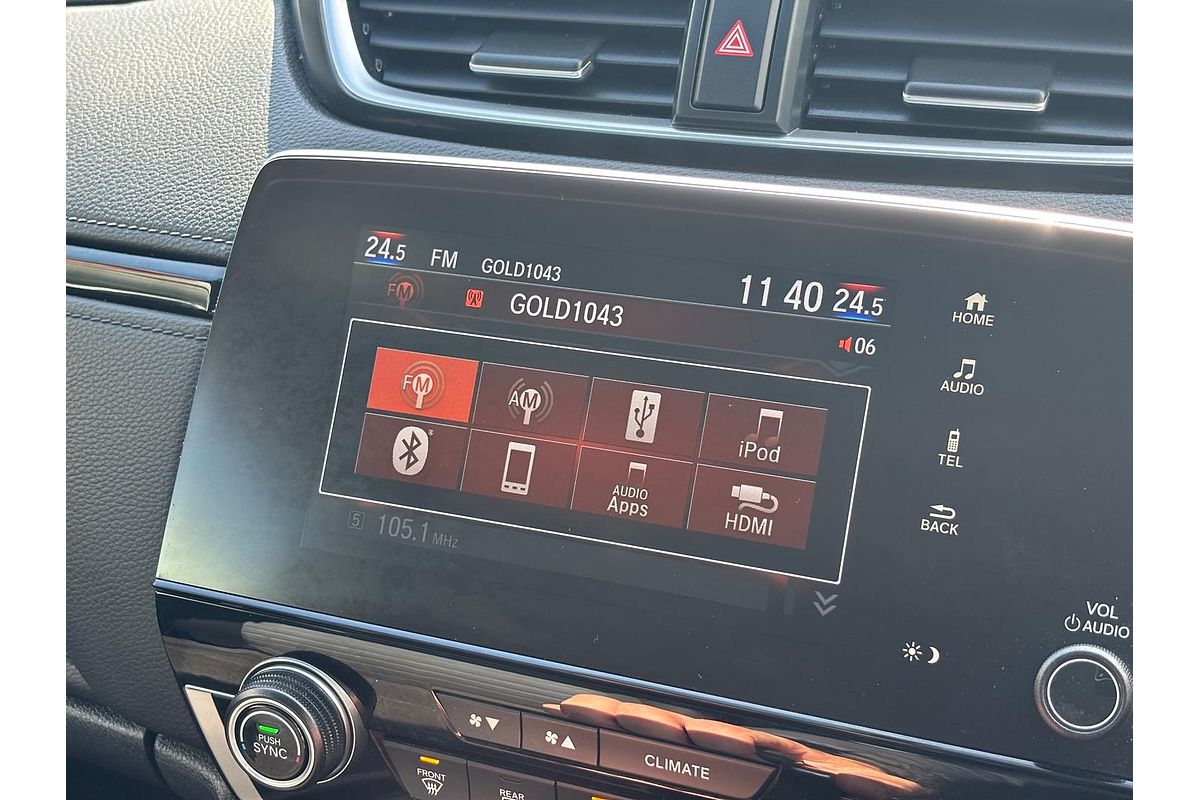 24.5 FM GOLD1043 11 40 24.5
FM GOLD1043
06
FM AM iPod
AUDIO Apps HDMI
5 105.1 MHz
HOME
AUDIO
TEL
BACK
VOL
AUDIO
PUSH
SYNC
CLIMATE
FRONT
REAR